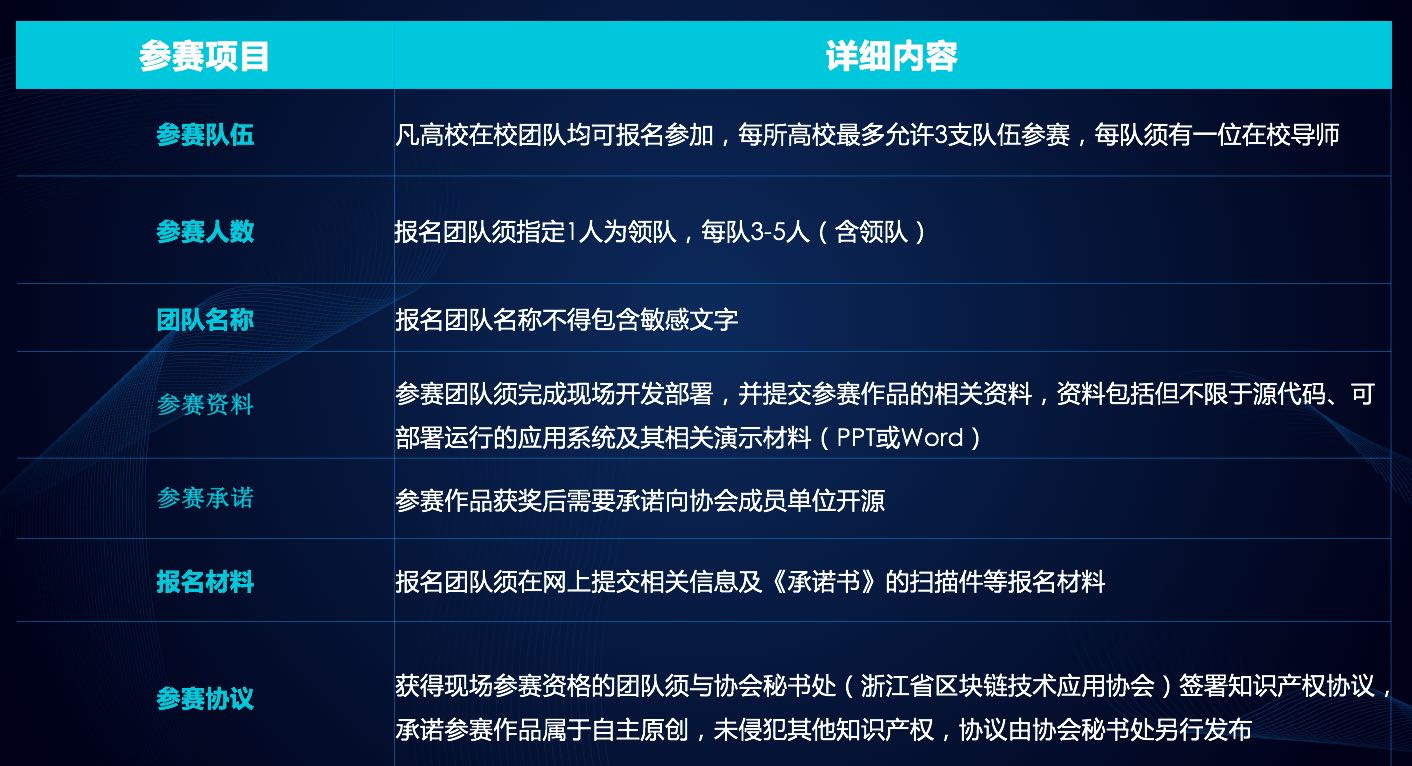 参赛项目 详细内容
参赛队伍 凡高校在校团队均可报名参加，每所高校最多允许3支队伍参赛，每队须有一位在校导师
参赛人数 报名团队须指定1人为领队，每队3-5人（含领队）
团队名称 报名团队名称不得包含敏感文字
参赛资料 参赛团队须完成现场开发部署，并提交参赛作品的相关资料，资料包括但不限于源代码、可
部署运行的应用系统及其相关演示材料（PPT或Word）
参赛承诺 参赛作品获奖后需要承诺向协会成员单位开源
报名材料 报名团队须在网上提交相关信息及《承诺书》的扫描件等报名材料
参赛协议 获得现场参赛资格的团队须与协会秘书处（浙江省区块链技术应用协会）签署知识产权协议，
承诺参赛作品属于自主原创，未侵犯其他知识产权，协议由协会秘书处另行发布